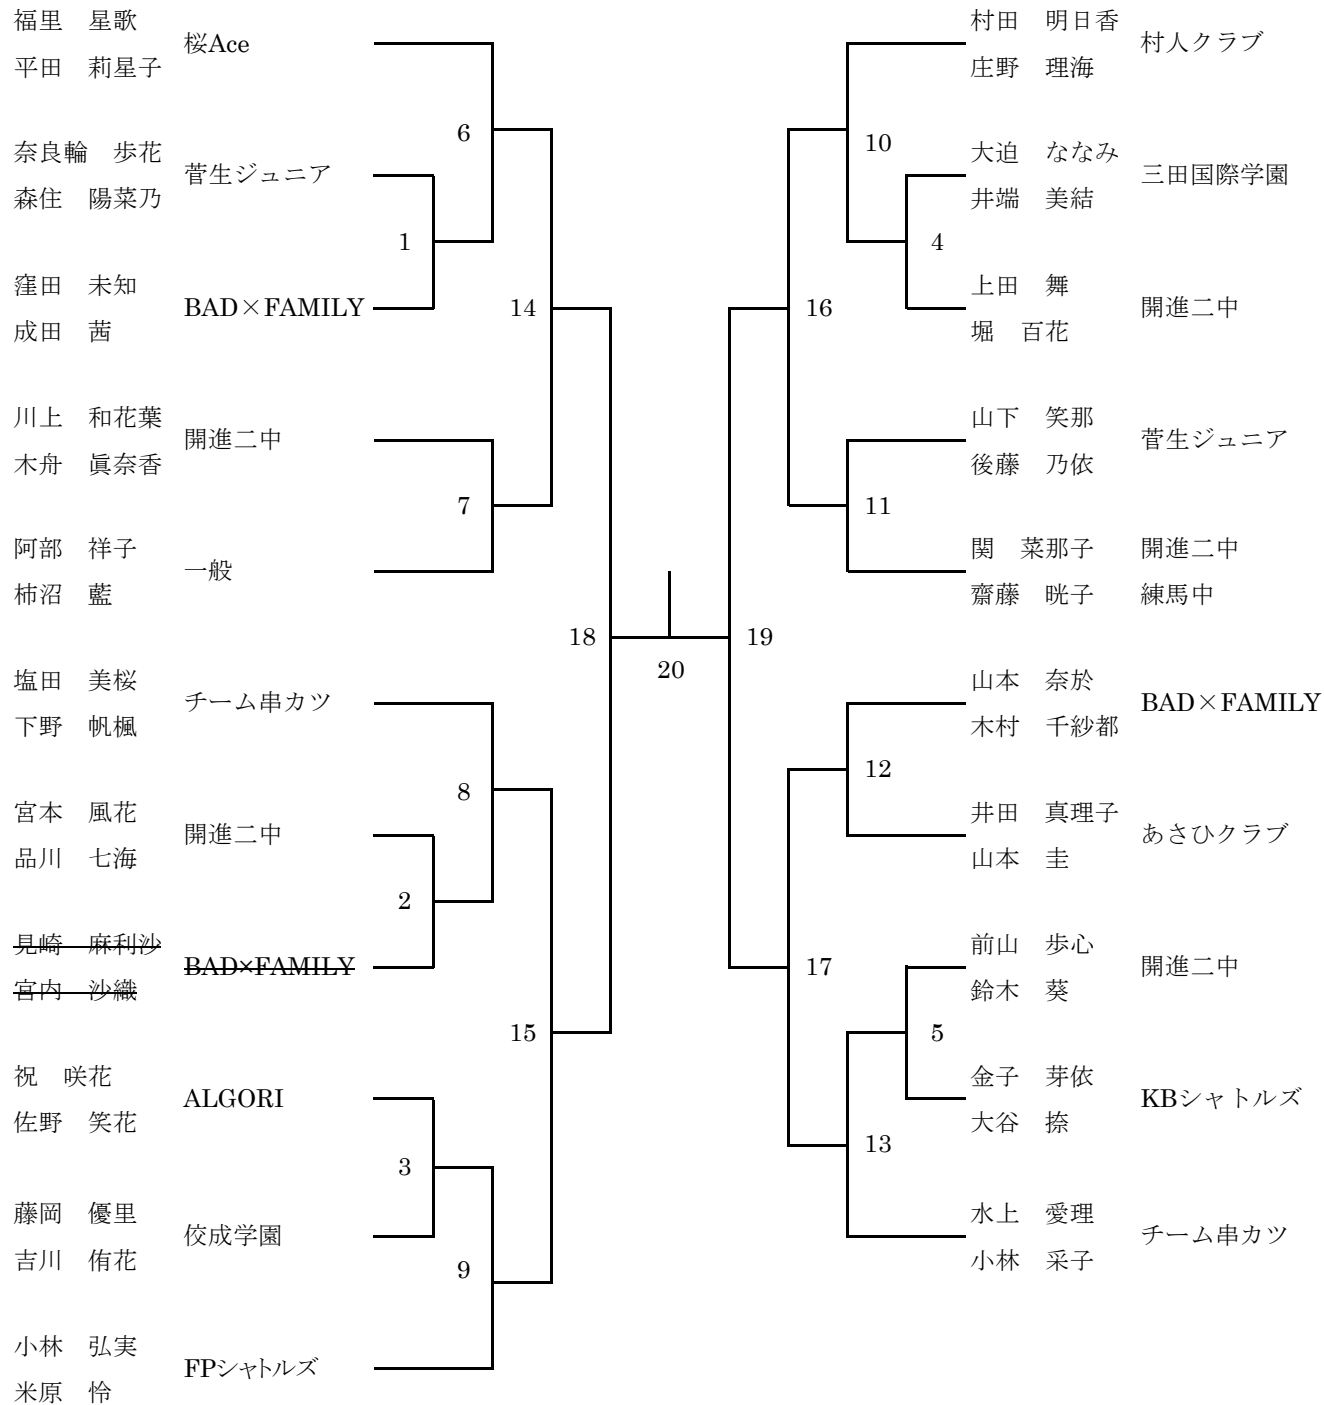 福里　星歌
桜Ace
平田　莉星子
6
奈良輪　歩花
菅生ジュニア
森住　陽菜乃
1
窪田　未知
BAD×FAMILY
成田　茜
14
川上　和花葉
開進二中
木舟　眞奈香
7
阿部　祥子
一般
柿沼　藍
18
塩田　美桜
チーム串カツ
下野　帆楓
8
宮本　風花
開進二中
品川　七海
2
見崎　麻利沙
BAD×FAMILY
宮内　沙織
15
祝　咲花
ALGORI
佐野　笑花
3
藤岡　優里
佼成学園
吉川　侑花
9
小林　弘実
FPシャトルズ
米原　怜
20
村田　明日香
村人クラブ
庄野　理海
10
大迫　ななみ
三田国際学園
井端　美結
4
上田　舞
開進二中
堀　百花
16
山下　笑那
菅生ジュニア
後藤　乃依
11
関　菜那子　開進二中
齋藤　晄子　練馬中
19
山本　奈於
BAD×FAMILY
木村　千紗都
12
井田　真理子
あさひクラブ
山本　圭
17
前山　歩心
開進二中
鈴木　葵
5
金子　芽依
KBシャトルズ
大谷　捺
13
水上　愛理
チーム串カツ
小林　采子